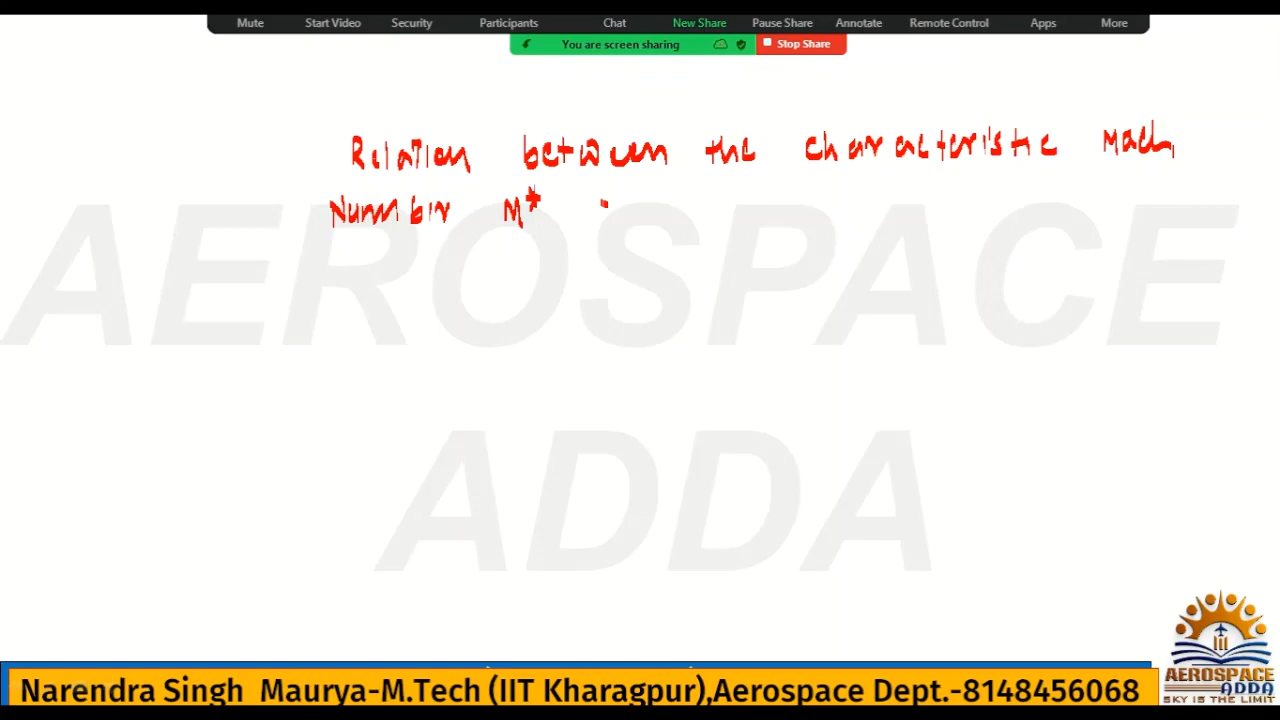 Mute Start Video Security Participants Chat New Share Pause Share Annotate Remote Control Apps More
You are screen sharing Stop Share
Relation between the characteristic Mach
Number M*
AEROSPACE
ADDA
Narendra Singh Maurya-M.Tech (IIT Kharagpur),Aerospace Dept.-8148456068
AEROSPACE
ADDA
SKY IS THE LIMIT